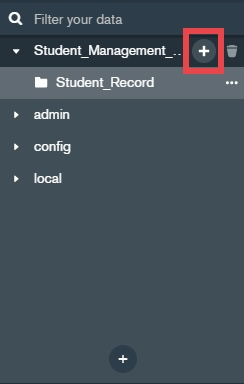 Filter your data
Student_Management_...
Student_Record
admin
config
local